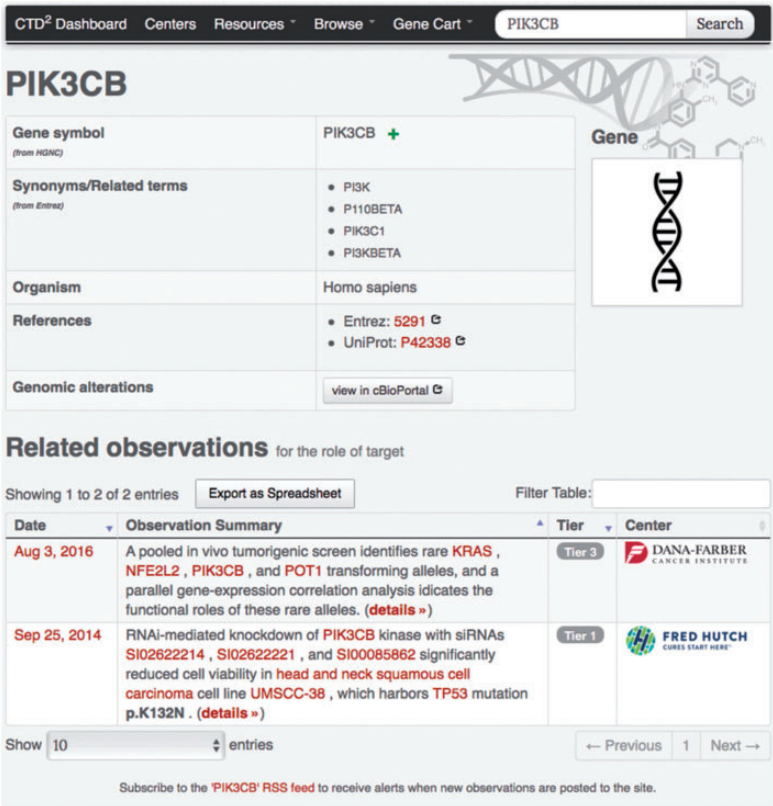 CTD² Dashboard Centers Resources Browse Gene Cart PIK3CB Search
PIK3CB
Gene symbol
(from HGNC)
PIK3CB +
Synonyms/Related terms
(from Entrez)
• PI3K
• P110BETA
• PIK3C1
• PI3KBETA
Organism
Homo sapiens
References
• Entrez: 5291
• UniProt: P42338
Genomic alterations
view in cBioPortal
Gene
HN
CH₃
N
Related observations for the role of target
Showing 1 to 2 of 2 entries Export as Spreadsheet Filter Table:
Date Observation Summary Tier Center
Aug 3, 2016
A pooled in vivo tumorigenic screen identifies rare KRAS ,
NFE2L2 , PIK3CB , and POT1 transforming alleles, and a
parallel gene-expression correlation analysis idicates the
functional roles of these rare alleles. (details »)
Tier 3
DANA-FARBER
CANCER INSTITUTE
Sep 25, 2014
RNAi-mediated knockdown of PIK3CB kinase with siRNAs
SI02622214 , SI02622221 , and SI00085862 significantly
reduced cell viability in head and neck squamous cell
carcinoma cell line UMSCC-38 , which harbors TP53 mutation
p.K132N . (details »)
Tier 1
FRED HUTCH
CURES START HERE™
Show 10 entries ← Previous 1 Next →
Subscribe to the 'PIK3CB' RSS feed to receive alerts when new observations are posted to the site.